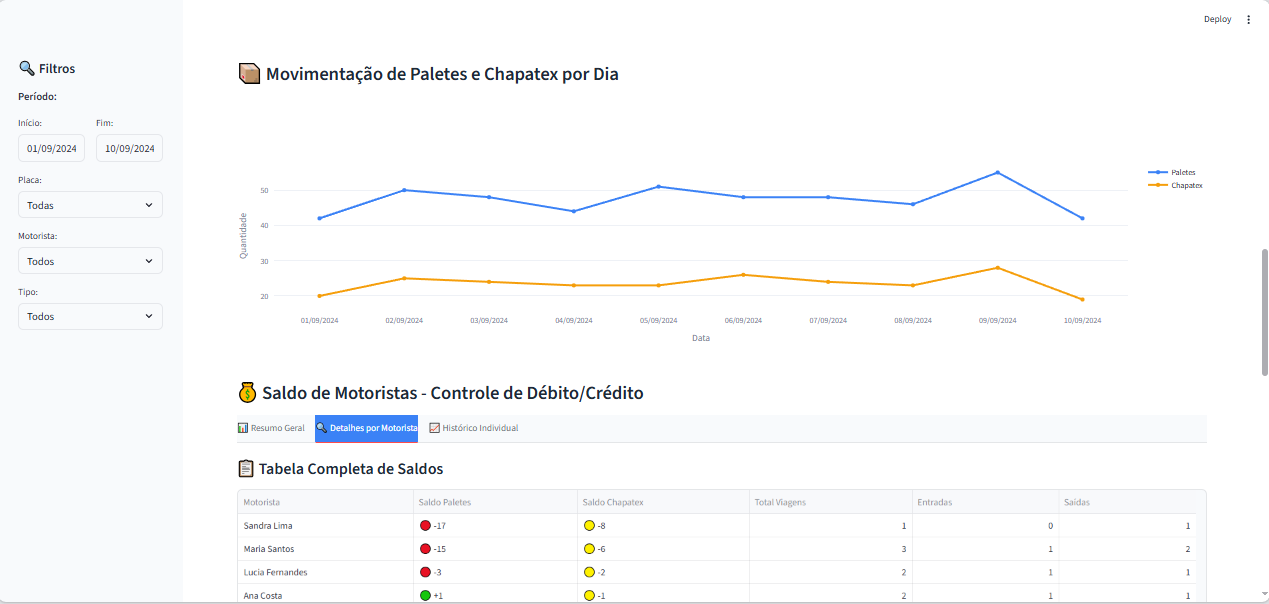 Deploy
Filtros
Período:
Início: Fim:
01/09/2024 10/09/2024
Placa:
Todas
Motorista:
Todos
Tipo:
Todos
Movimentação de Paletes e Chapatex por Dia
Paletes
Chapatex
Quantidade
50
40
30
20
01/09/2024 02/09/2024 03/09/2024 04/09/2024 05/09/2024 06/09/2024 07/09/2024 08/09/2024 09/09/2024 10/09/2024
Data
Saldo de Motoristas - Controle de Débito/Crédito
Resumo Geral Detalhes por Motorista Histórico Individual
Tabela Completa de Saldos
Motorista Saldo Paletes Saldo Chapatex Total Viagens Entradas Saídas
Sandra Lima -17 -8 1 0 1
Maria Santos -15 -6 3 1 2
Lucia Fernandes -3 -2 2 1 1
Ana Costa +1 -1 2 1 1